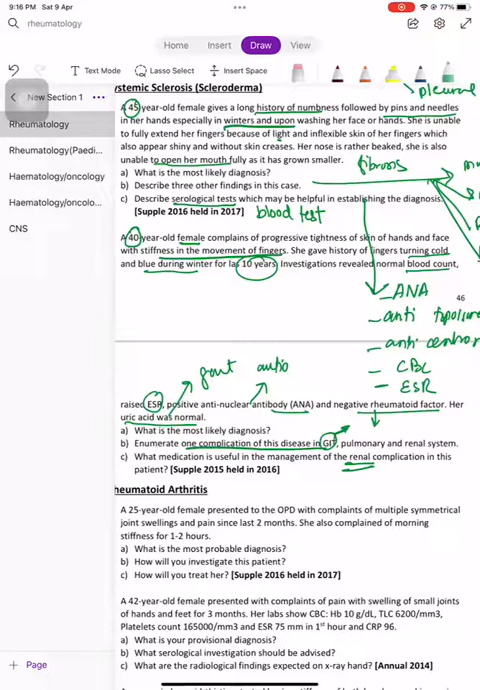 9:16 PM Sat 9 Apr
77%
rheumatology
Home Insert Draw View
Text Mode Lasso Select Insert Space
New Section 1
Rheumatology
Rheumatology(Paedi...
Haematology/oncology
Haematology/oncolo...
CNS
Page
ystemic Sclerosis (Scleroderma)
pleural
A 45 year-old female gives a long history of numbness followed by pins and needles
in her hands especially in winters and upon washing her face or hands. She is unable
to fully extend her fingers because of light and inflexible skin of her fingers which
also appear shiny and without skin creases. Her nose is rather beaked, she is also
unable to open her mouth fully as it has grown smaller.
fibrosis
a) What is the most likely diagnosis?
b) Describe three other findings in this case.
c) Describe serological tests which may be helpful in establishing the diagnosis.
[Supple 2016 held in 2017]
blood test
A 40 year-old female complains of progressive tightness of skin of hands and face
with stiffness in the movement of fingers. She gave history of fingers turning cold
and blue during winter for las 10 years. Investigations revealed normal blood count,
46
- ANA
- anti
- anti
- CBC
- ESR
gout
raised ESR, positive anti-nuclear antibody (ANA) and negative rheumatoid factor. Her
uric acid was normal.
a) What is the most likely diagnosis?
b) Enumerate one complication of this disease in GIT, pulmonary and renal system.
c) What medication is useful in the management of the renal complication in this
patient? [Supple 2015 held in 2016]
heumatoid Arthritis
A 25-year-old female presented to the OPD with complaints of multiple symmetrical
joint swellings and pain since last 2 months. She also complained of morning
stiffness for 1-2 hours.
a) What is the most probable diagnosis?
b) How will you investigate this patient?
c) How will you treat her? [Supple 2016 held in 2017]
A 42-year-old female presented with complaints of pain with swelling of small joints
of hands and feet for 3 months. Her labs show CBC: Hb 10 g/dL, TLC 6200/mm3,
Platelets count 165000/mm3 and ESR 75 mm in 1st hour and CRP 96.
a) What is your provisional diagnosis?
b) What serological investigation should be advised?
c) What are the radiological findings expected on x-ray hand? [Annual 2014]